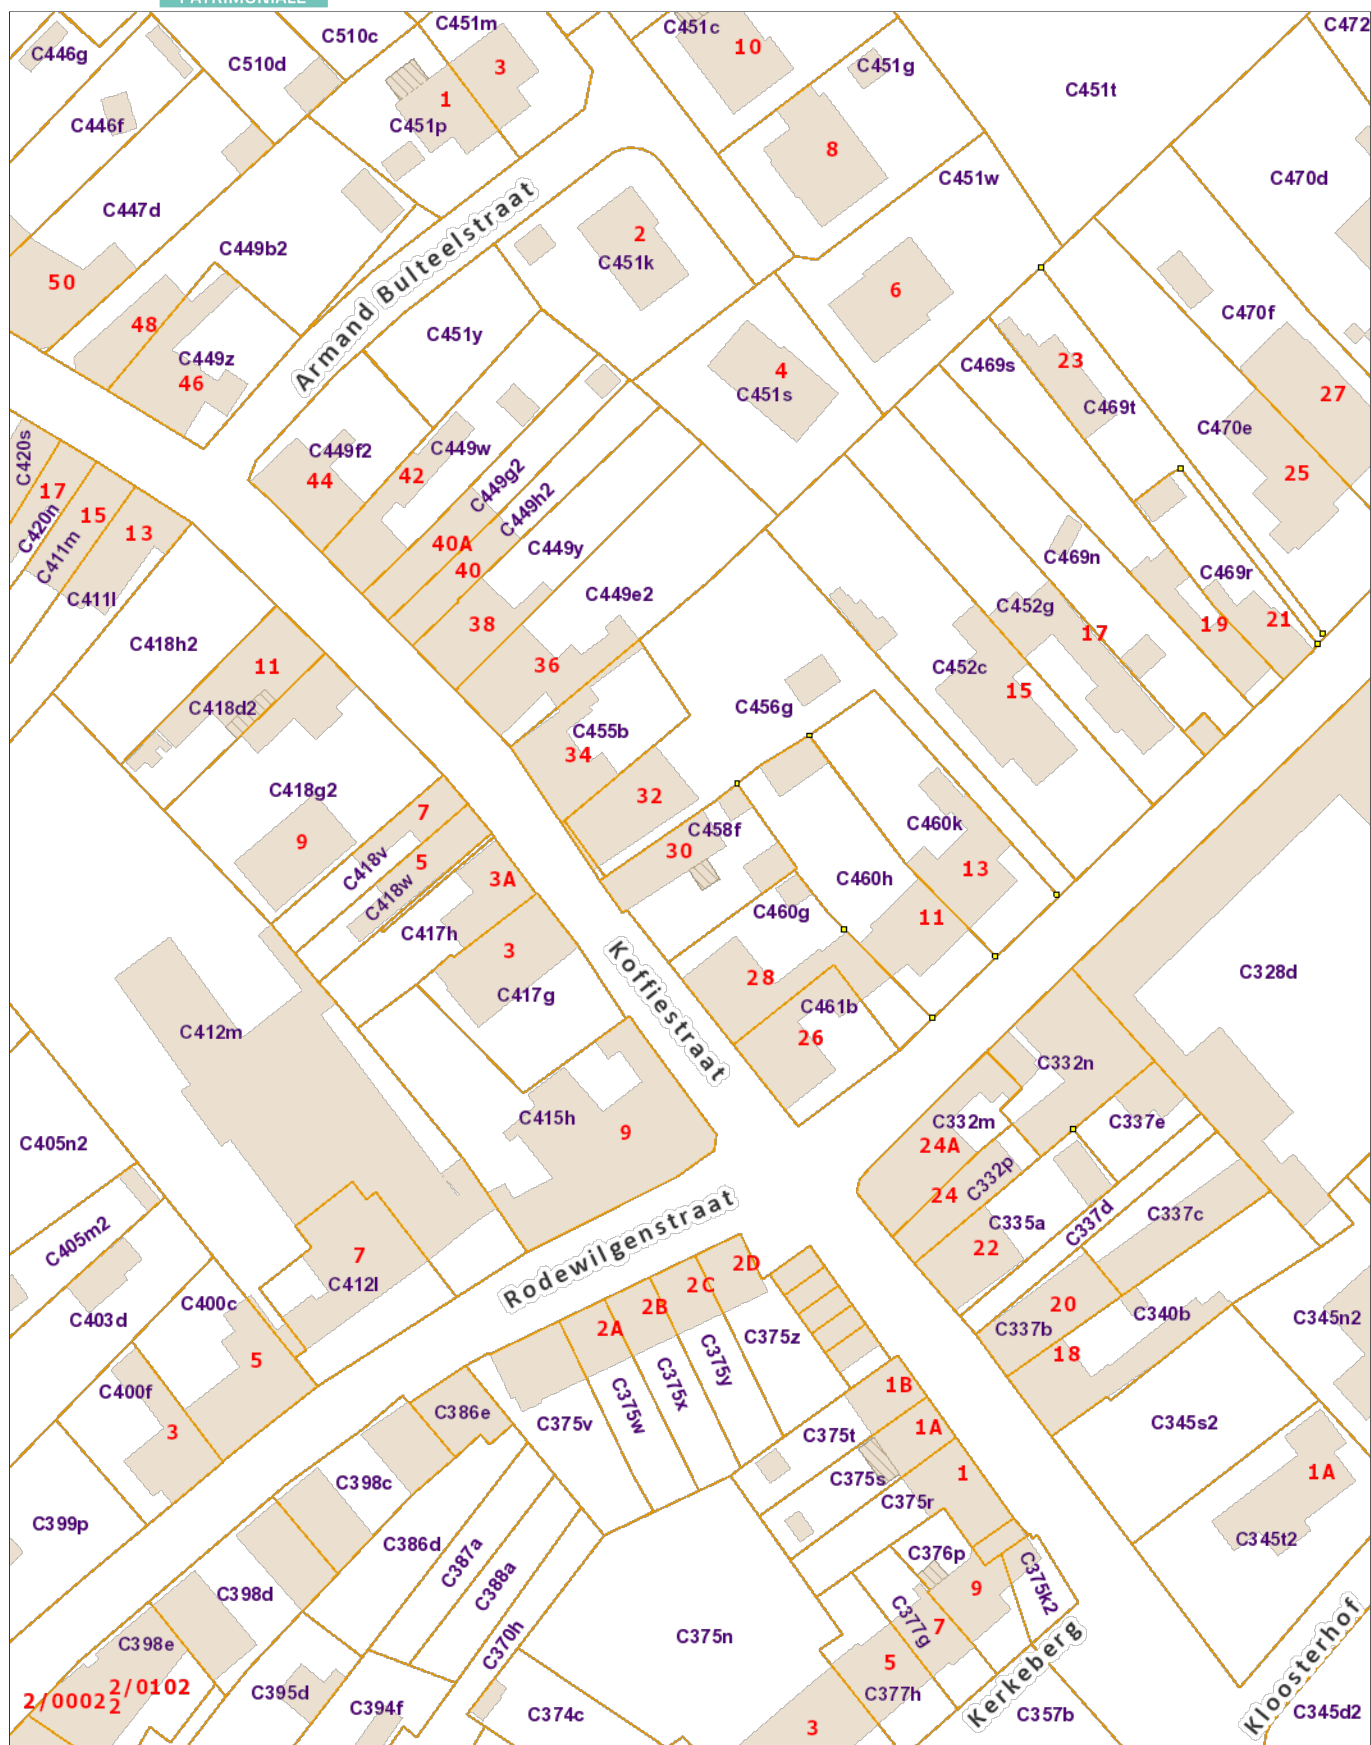 PATRIMONIALE
C446g
C510d
C510c
C451m
3
1
C451p
C451c
10
C451g
C451t
C472
C446f
8
C451w
C470d
C447d
C449b2
2
C451k
6
50
48
C449z
46
Armand Bulteelstraat
C451y
4
C451s
C470f
C469s
23
C469t
27
C470e
25
C420s
17
C420n
15
C411m
13
C411l
C449f2
44
C449w
42
C449g2
C449h2
40A
40
C449y
38
C449e2
36
C469n
C469r
19
21
C452g
17
C452c
15
C418h2
11
C418d2
C456g
C455b
34
32
C418g2
9
7
C418v
5
C418w
3A
C417h
3
C417g
C458f
30
C460k
13
C460h
11
C460g
28
C461b
26
Koffiestraat
C328d
C412m
C415h
9
C332n
C332m
24A
24
C332p
C337e
C335a
22
C337d
C337c
C405n2
C405m2
C403d
7
C412l
Rodewilgenstraat
2D
2C
2B
2A
C375z
C375y
C375x
C375w
C375v
20
C337b
18
C340b
C345n2
C400c
5
C400f
3
C386e
1B
1A
1
C375t
C375s
C375r
C345s2
1A
C345t2
C399p
C398c
C386d
C387a
C388a
C370h
C398d
C398e
2/0002
2/0102
2
C395d
C394f
C374c
C375n
C376p
9
C375k2
C377g
7
5
C377h
3
Kerkeberg
C357b
Kloosterhof
C345d2